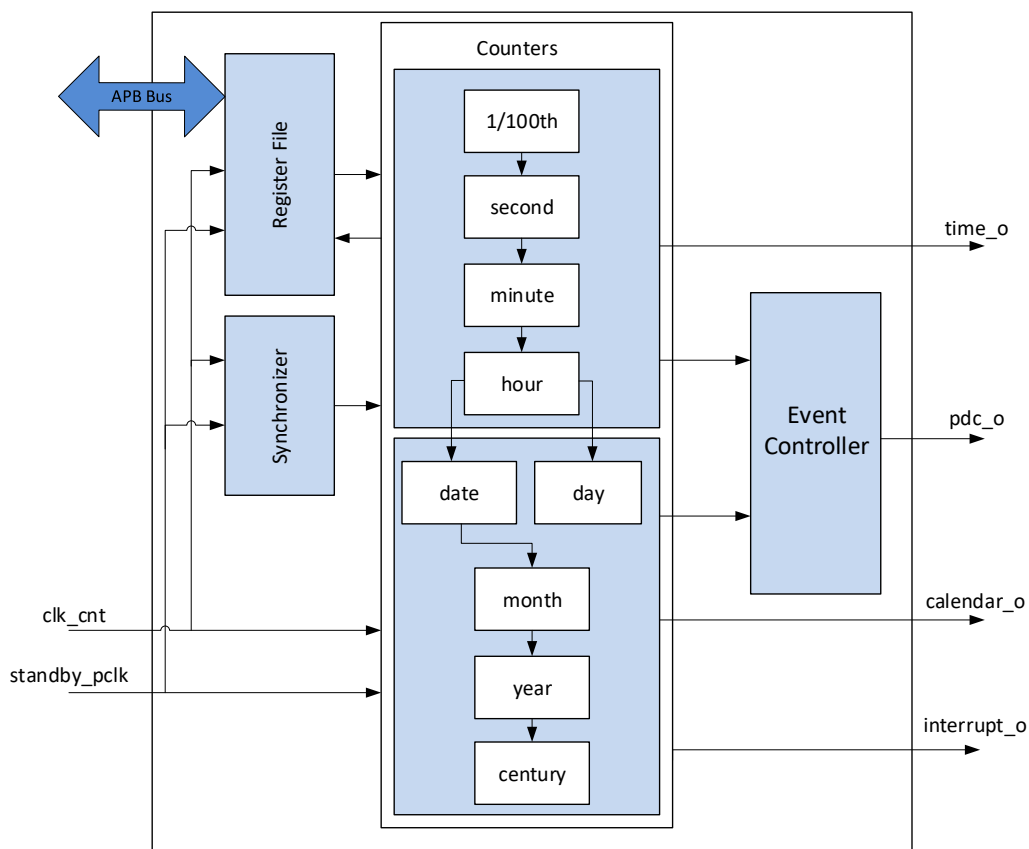 Counters
APB Bus
Register File
1/100th
second
time_o
minute
Synchronizer
hour
Event
Controller
pdc_o
date
day
month
clk_cnt
calendar_o
standby_pclk
year
interrupt_o
century